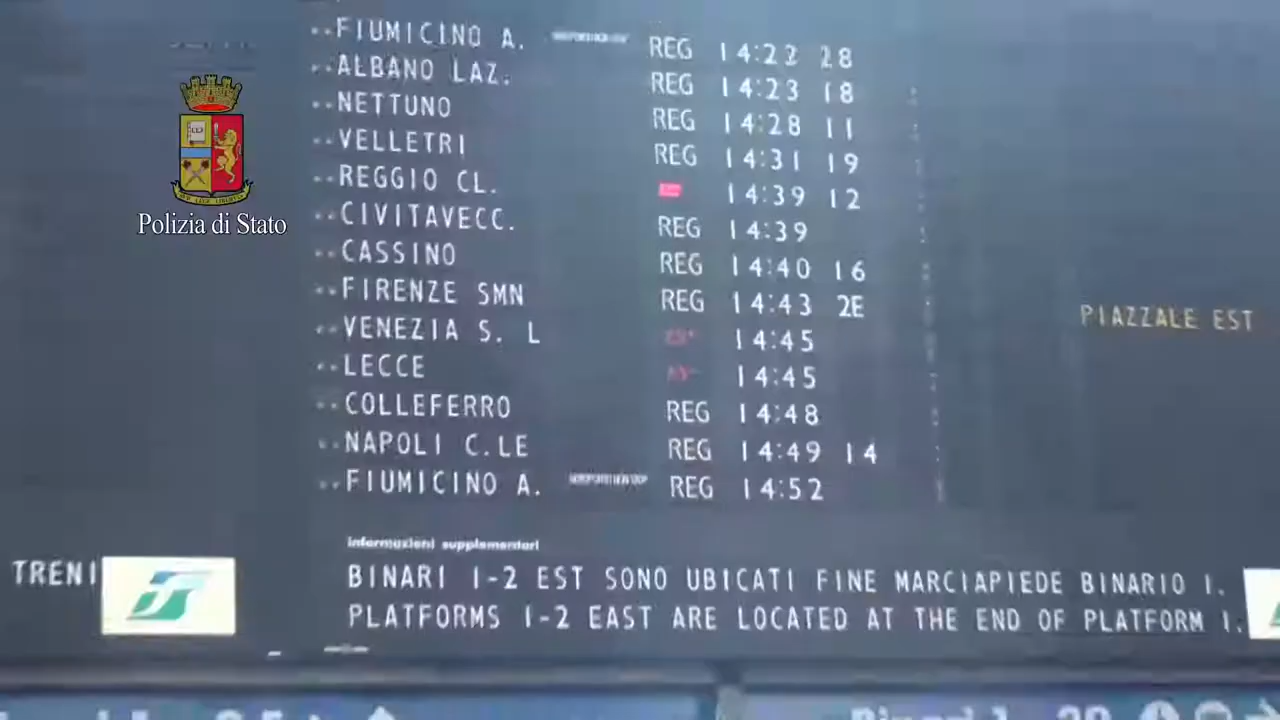 FIUMICINO A. REG 14:22 28
ALBANO LAZ. REG 14:23 18
NETTUNO REG 14:28 11
VELLETRI REG 14:31 19
REGGIO CL. 14:39 12
CIVITAVECC. REG 14:39
CASSINO REG 14:40 16
FIRENZE SMN REG 14:43 2E
VENEZIA S. L 14:45
LECCE 14:45
COLLEFERRO REG 14:48
NAPOLI C.LE REG 14:49 14
FIUMICINO A. REG 14:52
Polizia di Stato
PIAZZALE EST
informazioni supplementari
TRENI
BINARI 1-2 EST SONO UBICATI FINE MARCIAPIEDE BINARIO 1.
PLATFORMS 1-2 EAST ARE LOCATED AT THE END OF PLATFORM 1.